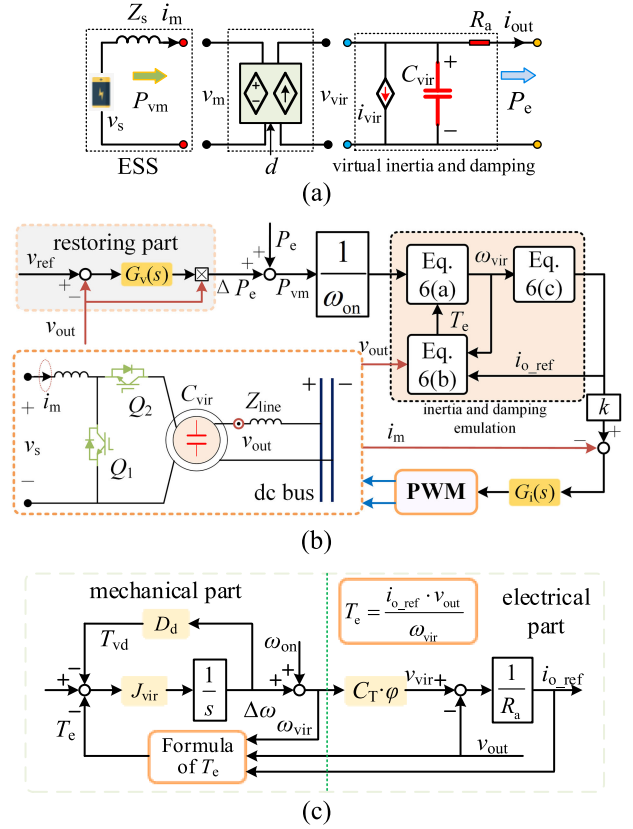 Z_s i_m
R_a i_out
P_vm
v_s
v_m
v_vir
i_vir
C_vir
+
−
P_e
ESS
d
virtual inertia and damping
(a)
restoring part
v_ref
+
−
G_v(s)
v_out
Δ P_e
+
+
P_e
P_vm
1
ω_on
Eq.
6(a)
ω_vir
Eq.
6(c)
T_e
Eq.
6(b)
v_out
i_o_ref
inertia and damping
emulation
k
i_m
−
+
i_m
+
v_s
−
Q_2
Q_1
C_vir
Z_line
v_out
+
−
dc bus
PWM
G_i(s)
(b)
mechanical part
T_e = i_o_ref · v_out
ω_vir
electrical
part
D_d
T_vd
ω_on
+
−
−
T_e
J_vir
1
s
Δω
+
+
ω_vir
C_T·φ
v_vir
+
−
1
R_a
i_o_ref
v_out
Formula
of T_e
(c)